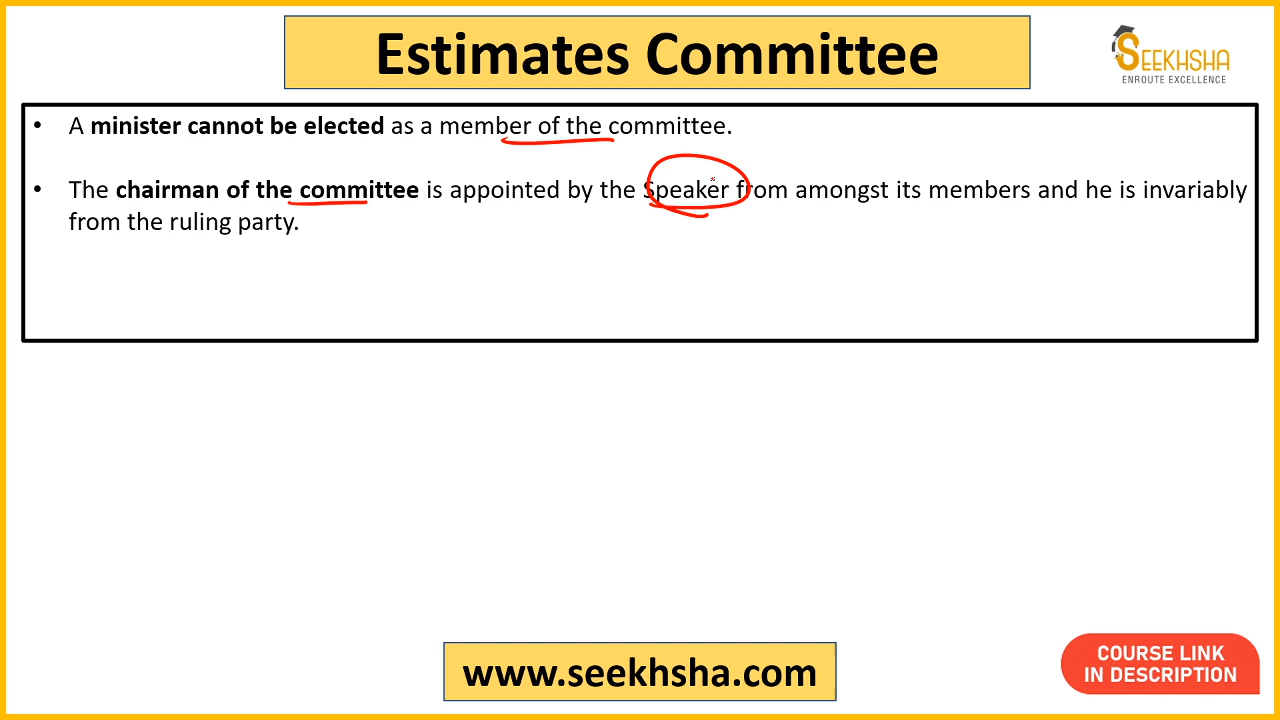 Estimates Committee
SEEKHSHA
ENROUTE EXCELLENCE
• A minister cannot be elected as a member of the committee.
• The chairman of the committee is appointed by the Speaker from amongst its members and he is invariably
from the ruling party.
www.seekhsha.com
COURSE LINK
IN DESCRIPTION